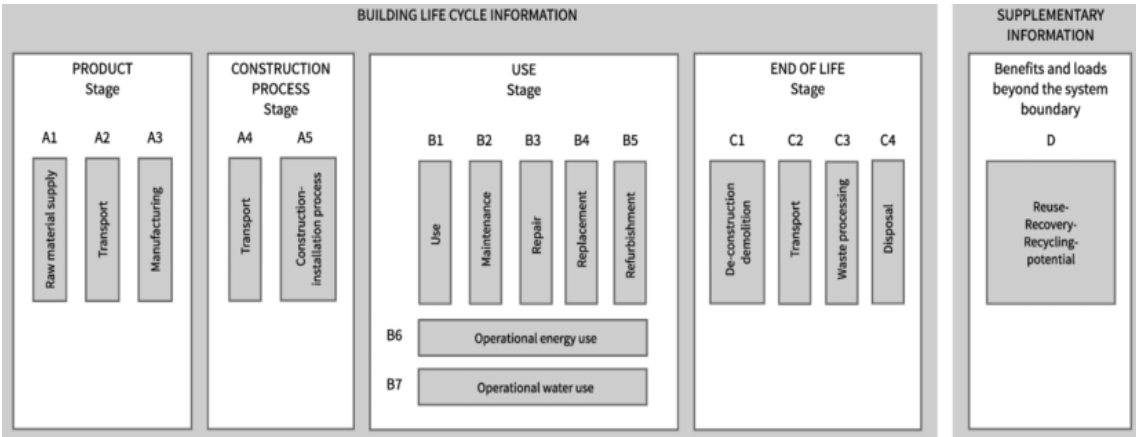 BUILDING LIFE CYCLE INFORMATION
SUPPLEMENTARY
INFORMATION
PRODUCT
Stage
A1
A2
A3
Raw material supply
Transport
Manufacturing
CONSTRUCTION
PROCESS
Stage
A4
A5
Transport
Construction-
installation process
USE
Stage
B1
B2
B3
B4
B5
Use
Maintenance
Repair
Replacement
Refurbishment
B6
Operational energy use
B7
Operational water use
END OF LIFE
Stage
C1
C2
C3
C4
De-construction
demolition
Transport
Waste processing
Disposal
Benefits and loads
beyond the system
boundary
D
Reuse-
Recovery-
Recycling-
potential